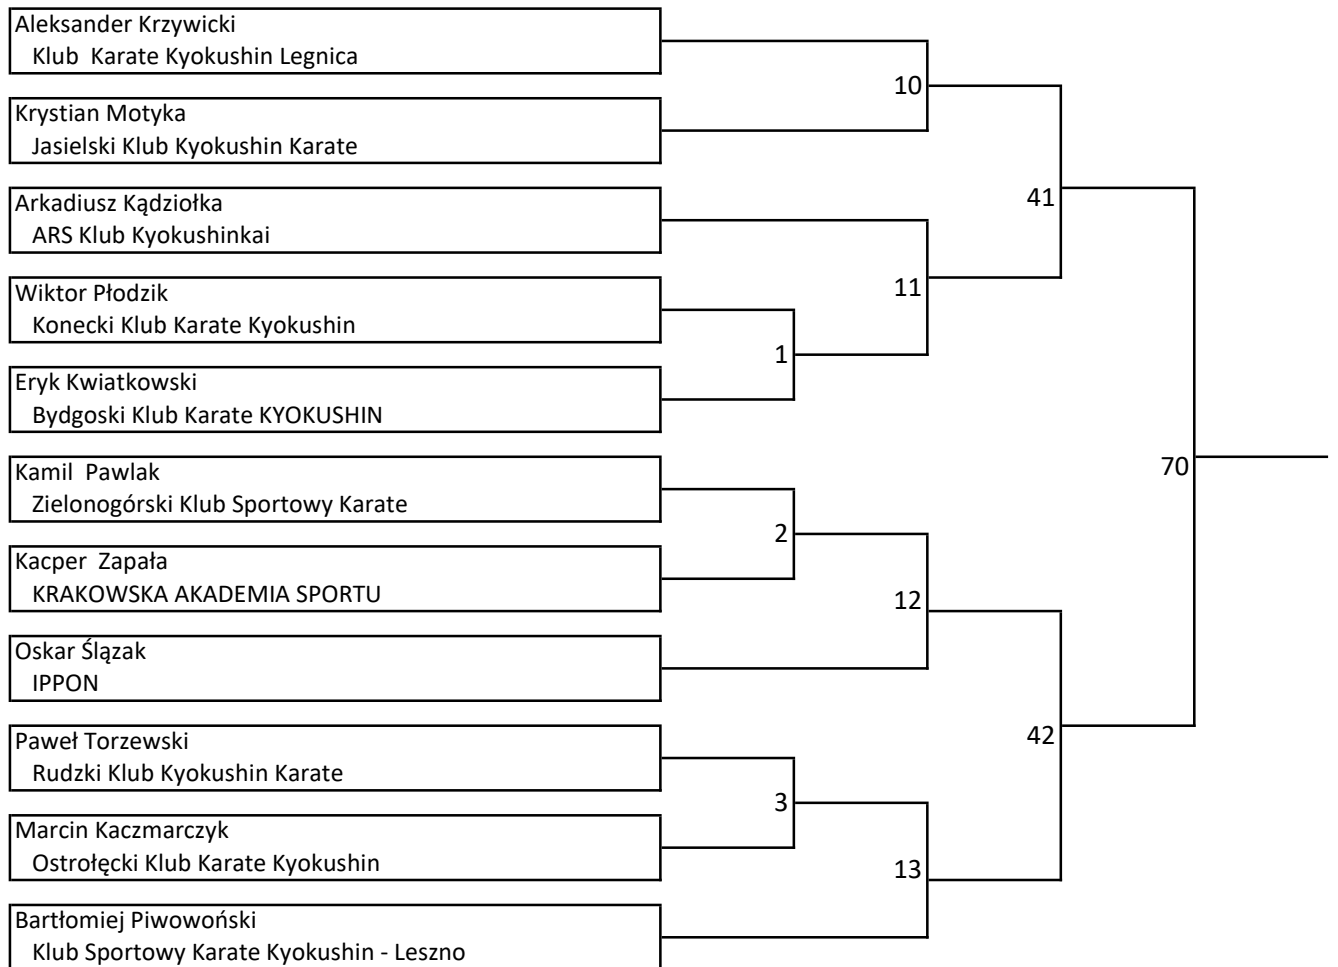 Aleksander Krzywicki
Klub  Karate Kyokushin Legnica
10
Krystian Motyka
Jasielski Klub Kyokushin Karate
41
Arkadiusz Kądziołka
ARS Klub Kyokushinkai
11
Wiktor Płodzik
Konecki Klub Karate Kyokushin
1
Eryk Kwiatkowski
Bydgoski Klub Karate KYOKUSHIN
70
Kamil  Pawlak
Zielonogórski Klub Sportowy Karate
2
Kacper  Zapała
KRAKOWSKA AKADEMIA SPORTU
12
Oskar Ślązak
IPPON
42
Paweł Torzewski
Rudzki Klub Kyokushin Karate
3
Marcin Kaczmarczyk
Ostrołęcki Klub Karate Kyokushin
13
Bartłomiej Piwowoński
Klub Sportowy Karate Kyokushin - Leszno